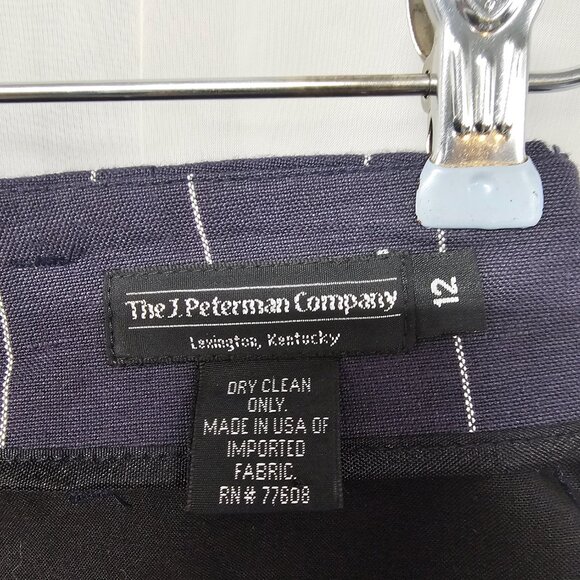 The J. Peterman Company
Lexington, Kentucky
12
DRY CLEAN
ONLY.
MADE IN USA OF
IMPORTED
FABRIC.
RN# 77608